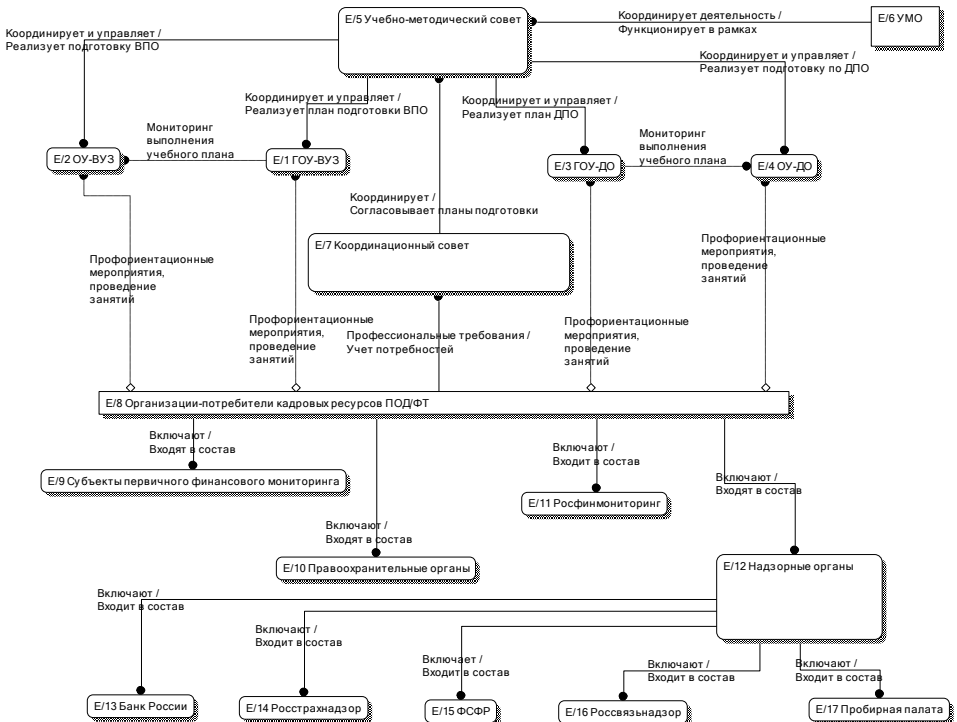 Е/5 Учебно-методический совет
Координирует деятельность /
Функционирует в рамках
Е/6 УМО
Координирует и управляет /
Реализует подготовку ВПО
Координирует и управляет /
Реализует подготовку по ДПО
Координирует и управляет /
Реализует план подготовки ВПО
Координирует и управляет /
Реализует план ДПО
Мониторинг
выполнения
учебного плана
Мониторинг
выполнения
учебного плана
Е/2 ОУ-ВУЗ
Е/1 ГОУ-ВУЗ
Е/3 ГОУ-ДО
Е/4 ОУ-ДО
Координирует /
Согласовывает планы подготовки
Е/7 Координационный совет
Профориентационные
мероприятия,
проведение
занятий
Профориентационные
мероприятия,
проведение
занятий
Профориентационные
мероприятия,
проведение
занятий
Профессиональные требования /
Учет потребностей
Профориентационные
мероприятия,
проведение
занятий
Е/8 Организации-потребители кадровых ресурсов ПОД/ФТ
Включают /
Входят в состав
Включают /
Входит в состав
Е/9 Субъекты первичного финансового мониторинга
Включают /
Входят в состав
Е/11 Росфинмониторинг
Включают /
Входят в состав
Е/10 Правоохранительные органы
Е/12 Надзорные органы
Включают /
Входит в состав
Включают /
Входит в состав
Включает /
Входит в состав
Включают /
Входит в состав
Включают /
Входит в состав
Е/13 Банк России
Е/14 Росстрахнадзор
Е/15 ФСФР
Е/16 Россвязьнадзор
Е/17 Пробирная палата